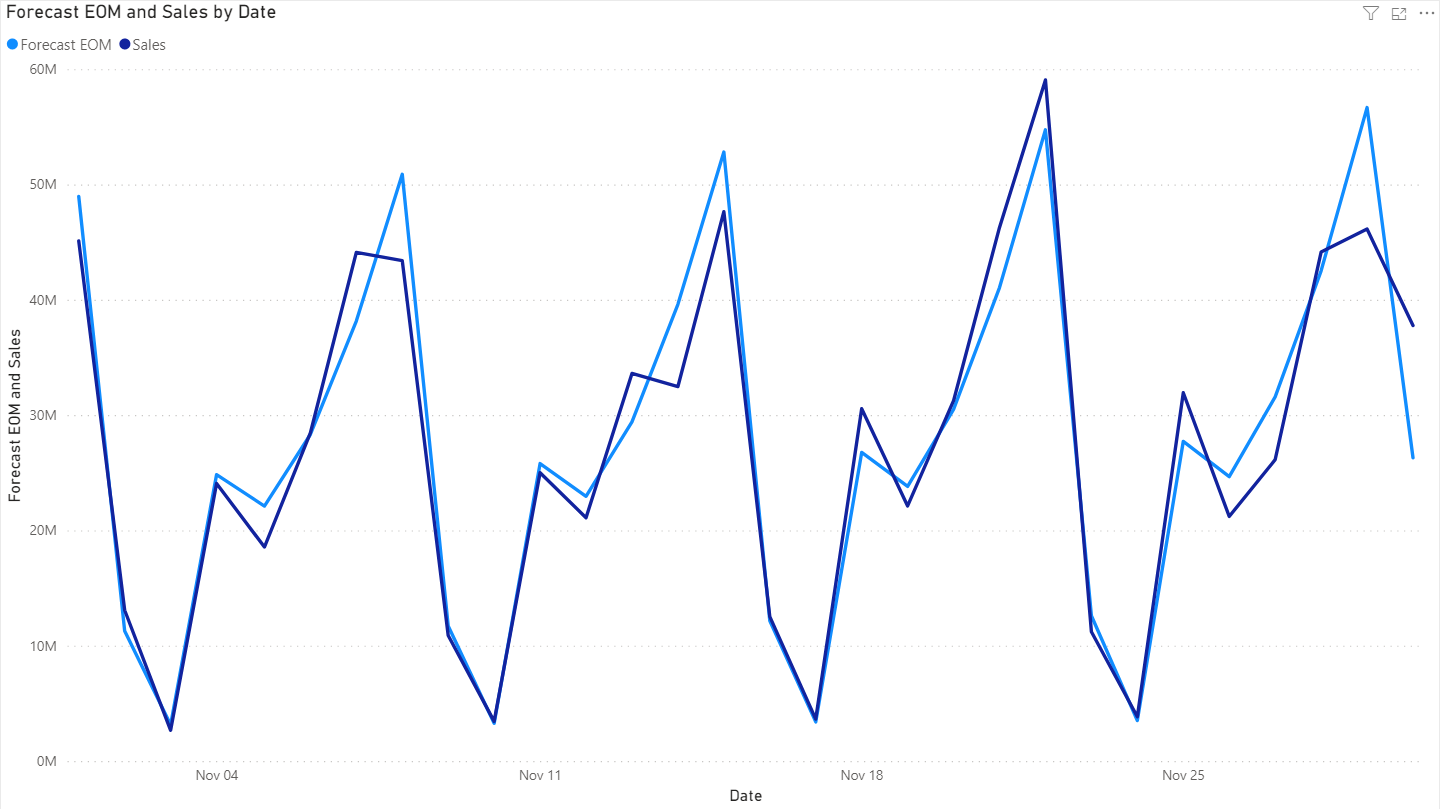 Forecast EOM and Sales by Date
Forecast EOM Sales
60M
50M
40M
30M
20M
10M
0M
Forecast EOM and Sales
Nov 04 Nov 11 Nov 18 Nov 25
Date